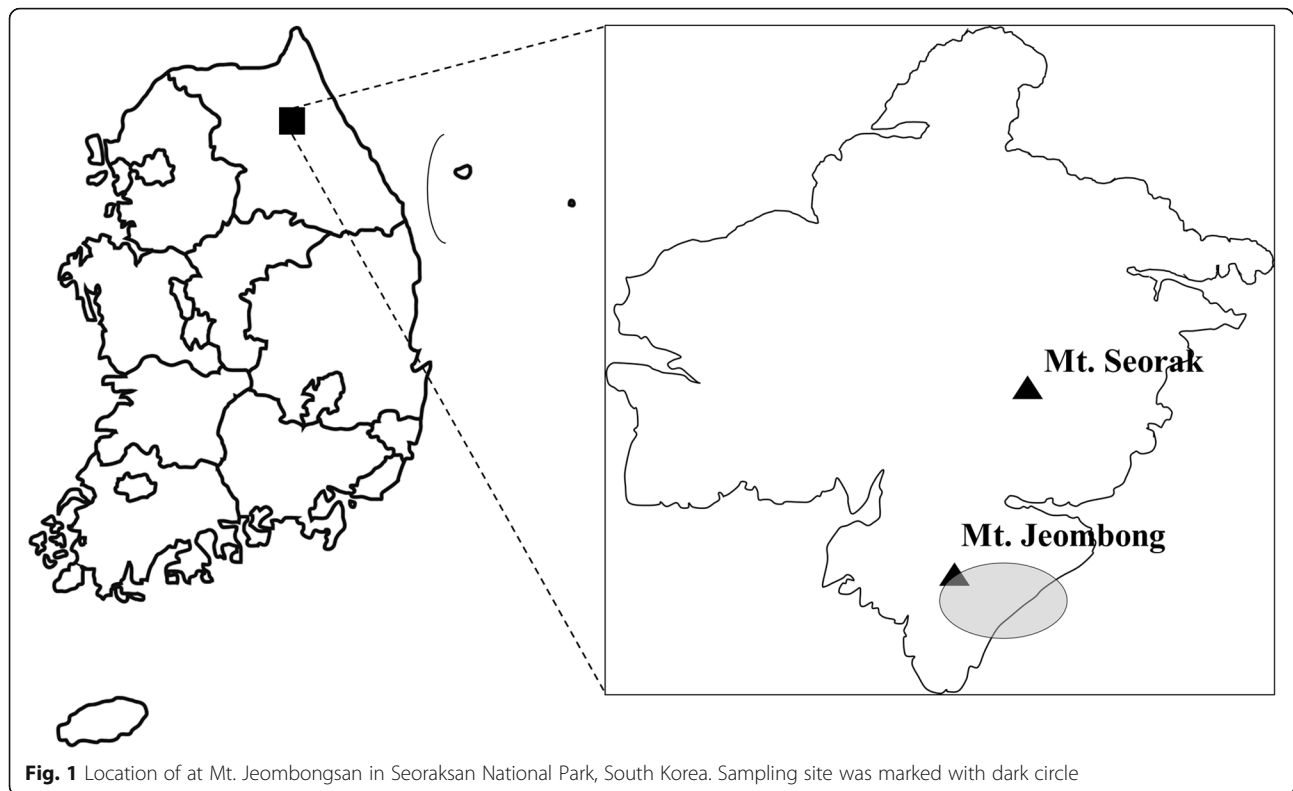 Mt. Seorak
Mt. Jeombong
Fig. 1 Location of at Mt. Jeombongsan in Seoraksan National Park, South Korea. Sampling site was marked with dark circle